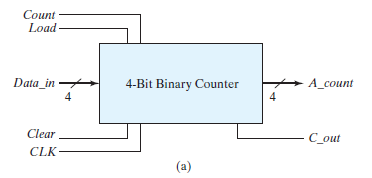 Count
Load
Data_in
4
4-Bit Binary Counter
4
A_count
Clear
CLK
C_out
(a)